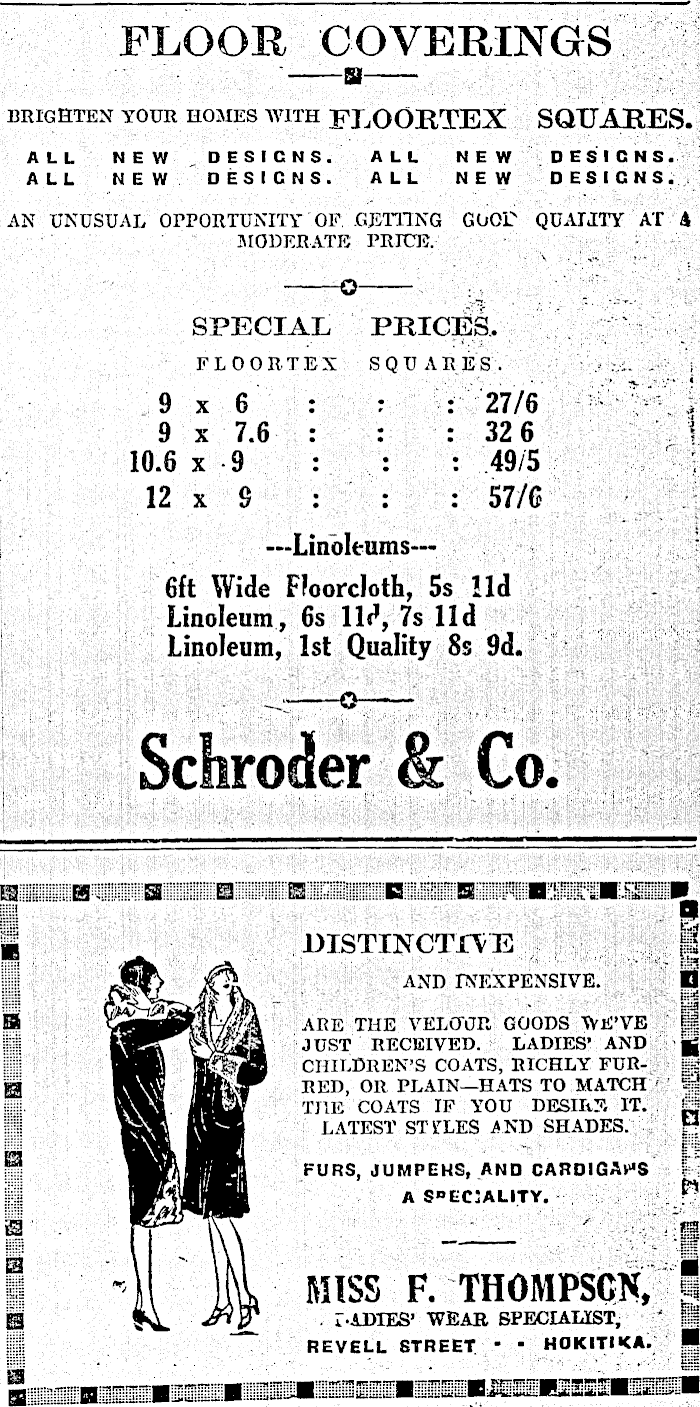 FLOOR COVERINGS
BRIGHTEN YOUR HOMES WITH FLOORTEX SQUARES.
ALL NEW DESIGNS. ALL NEW DESIGNS.
ALL NEW DESIGNS. ALL NEW DESIGNS.
AN UNUSUAL OPPORTUNITY OF GETTING GOOD QUALITY AT A
MODERATE PRICE.
SPECIAL PRICES.
FLOORTEX SQUARES.
9 x 6 : : : 27/6
9 x 7.6 : : : 32 6
10.6 x 9 : : : 49/5
12 x 9 : : : 57/6
---Linoleums---
6ft Wide Floorcloth, 5s 11d
Linoleum, 6s 11d, 7s 11d
Linoleum, 1st Quality 8s 9d.
Schroder & Co.
DISTINCTIVE
AND INEXPENSIVE.
ARE THE VELOUR GOODS WE'VE
JUST RECEIVED. LADIES' AND
CHILDREN'S COATS, RICHLY FUR-
RED, OR PLAIN—HATS TO MATCH
THE COATS IF YOU DESIRE IT.
LATEST STYLES AND SHADES.
FURS, JUMPERS, AND CARDIGANS
A SPECIALITY.
MISS F. THOMPSON,
LADIES' WEAR SPECIALIST,
REVELL STREET - - HOKITIKA.